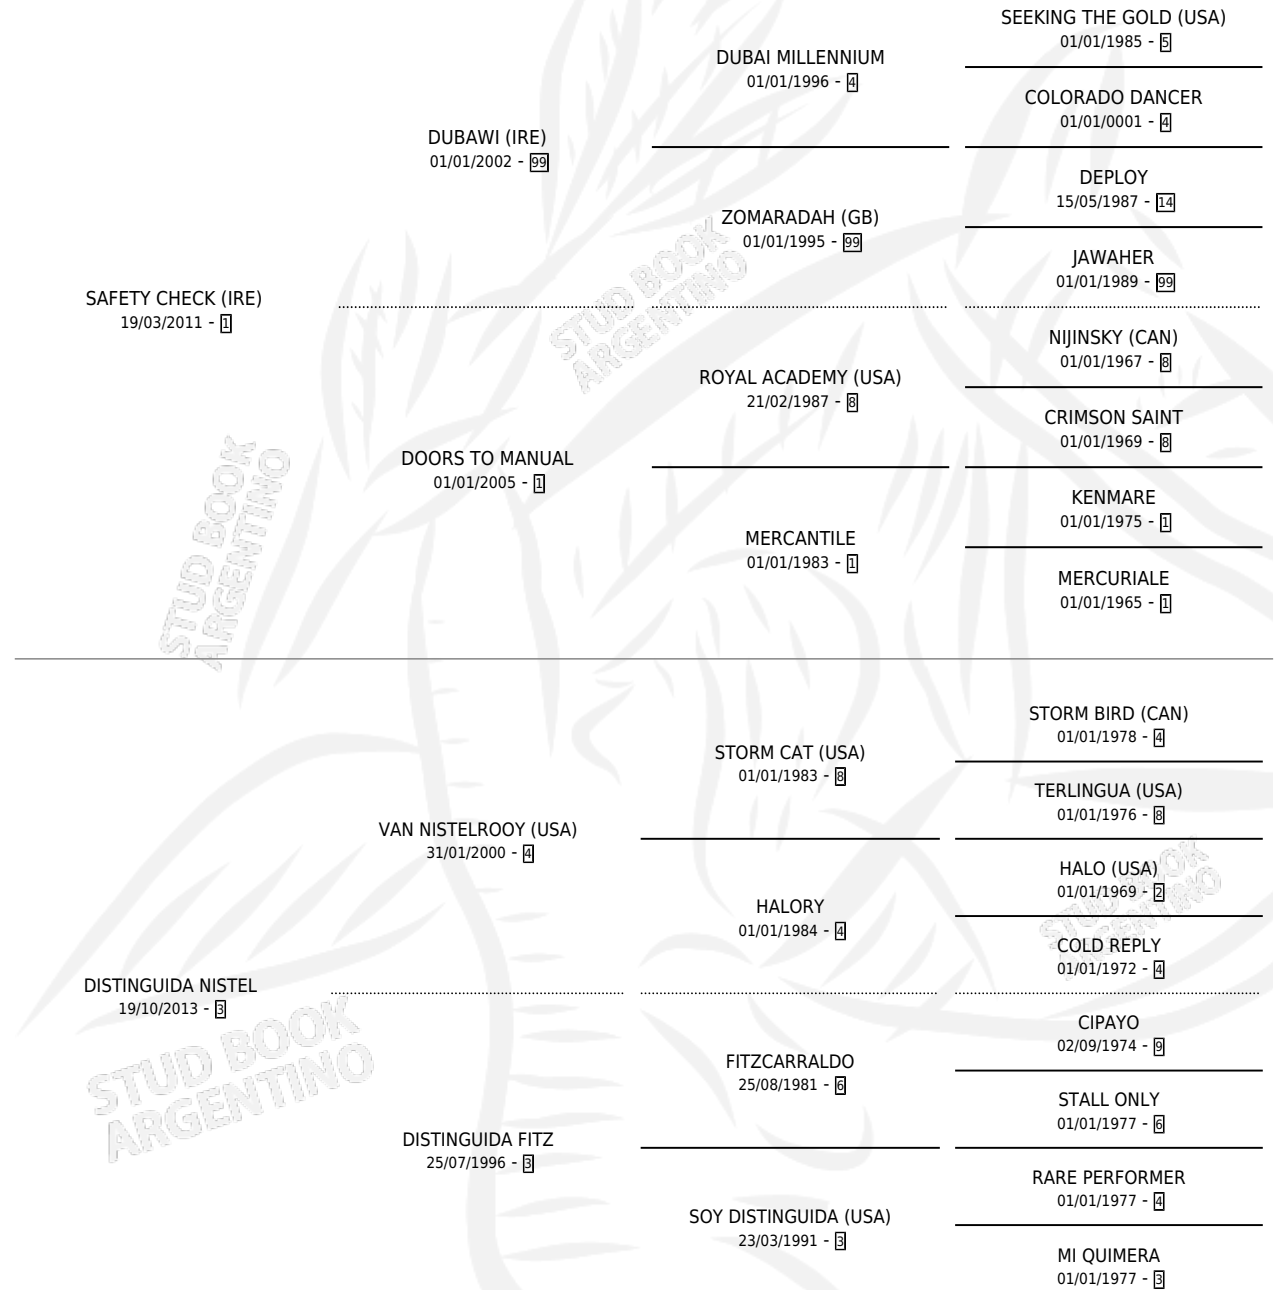 SEEKING THE GOLD (USA)
01/01/1985 - 5
DUBAI MILLENNIUM
01/01/1996 - 4
COLORADO DANCER
01/01/0001 - 4
DUBAWI (IRE)
01/01/2002 - 99
DEPLOY
15/05/1987 - 14
ZOMARADAH (GB)
01/01/1995 - 99
JAWAHER
01/01/1989 - 99
SAFETY CHECK (IRE)
19/03/2011 - 1
STUD BOOK
ARGENTINO
NIJINSKY (CAN)
01/01/1967 - 8
ROYAL ACADEMY (USA)
21/02/1987 - 8
CRIMSON SAINT
01/01/1969 - 8
DOORS TO MANUAL
01/01/2005 - 1
KENMARE
01/01/1975 - 1
MERCANTILE
01/01/1983 - 1
MERCURIALE
01/01/1965 - 1
STUD BOOK
ARGENTINO
STORM BIRD (CAN)
01/01/1978 - 4
STORM CAT (USA)
01/01/1983 - 8
TERLINGUA (USA)
01/01/1976 - 8
VAN NISTELROOY (USA)
31/01/2000 - 4
HALO (USA)
01/01/1969 - 2
HALORY
01/01/1984 - 4
STUD BOOK
ARGENTINO
COLD REPLY
01/01/1972 - 4
DISTINGUIDA NISTEL
19/10/2013 - 3
STUD BOOK
ARGENTINO
CIPAYO
02/09/1974 - 9
FITZCARRALDO
25/08/1981 - 6
STALL ONLY
01/01/1977 - 6
DISTINGUIDA FITZ
25/07/1996 - 3
RARE PERFORMER
01/01/1977 - 4
SOY DISTINGUIDA (USA)
23/03/1991 - 3
MI QUIMERA
01/01/1977 - 3